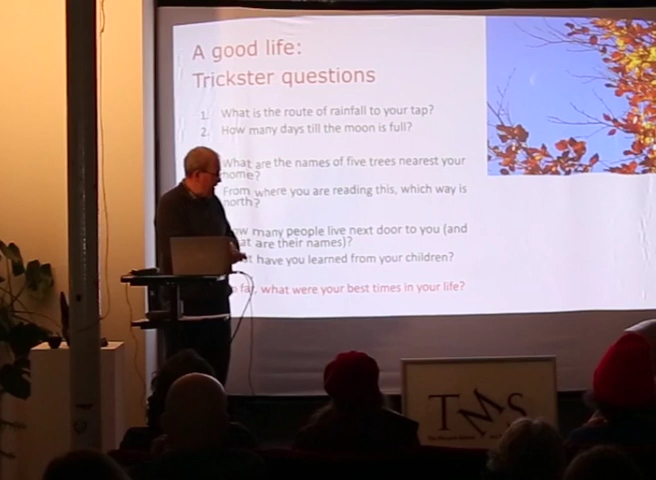 A good life:
Trickster questions
1. What is the route of rainfall to your tap?
2. How many days till the moon is full?
What are the names of five trees nearest your
home?
From where you are reading this, which way is
north?
many people live next door to you (and
are their names)?
have you learned from your children?
far, what were your best times in your life?
TMS